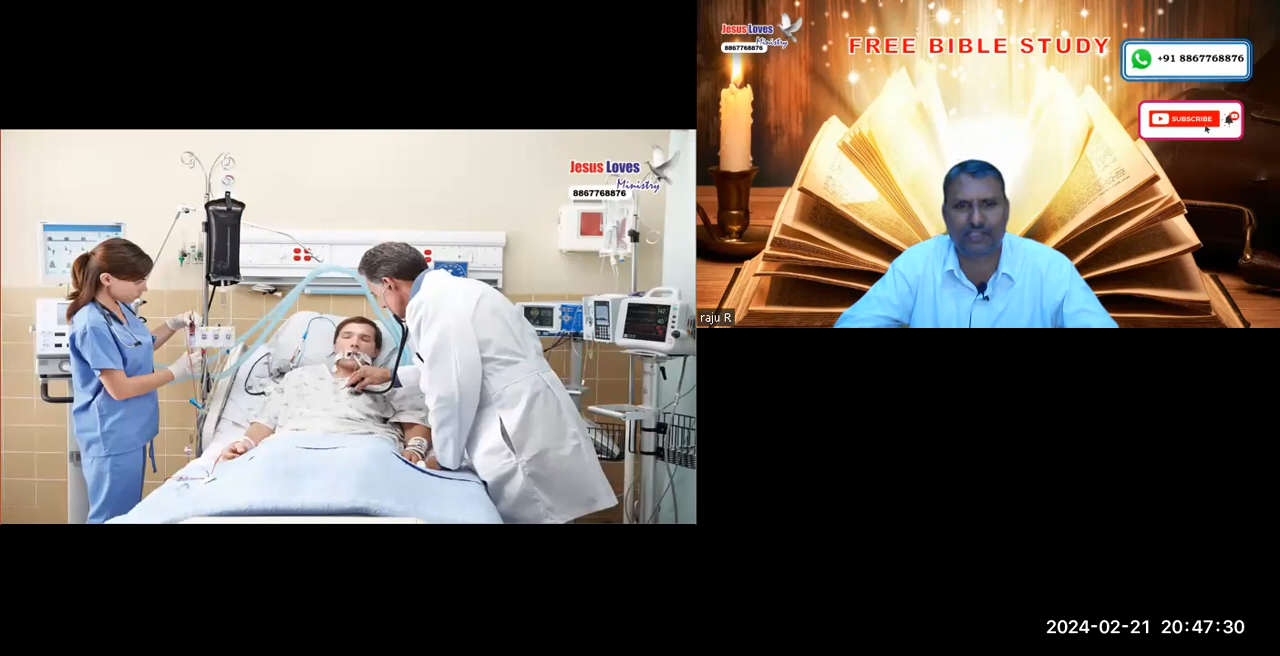 Jesus Loves
Ministry
8867768876
Jesus Loves
Ministry
8867768876
FREE BIBLE STUDY
+91 8867768876
SUBSCRIBE
raju R
2024-02-21 20:47:30